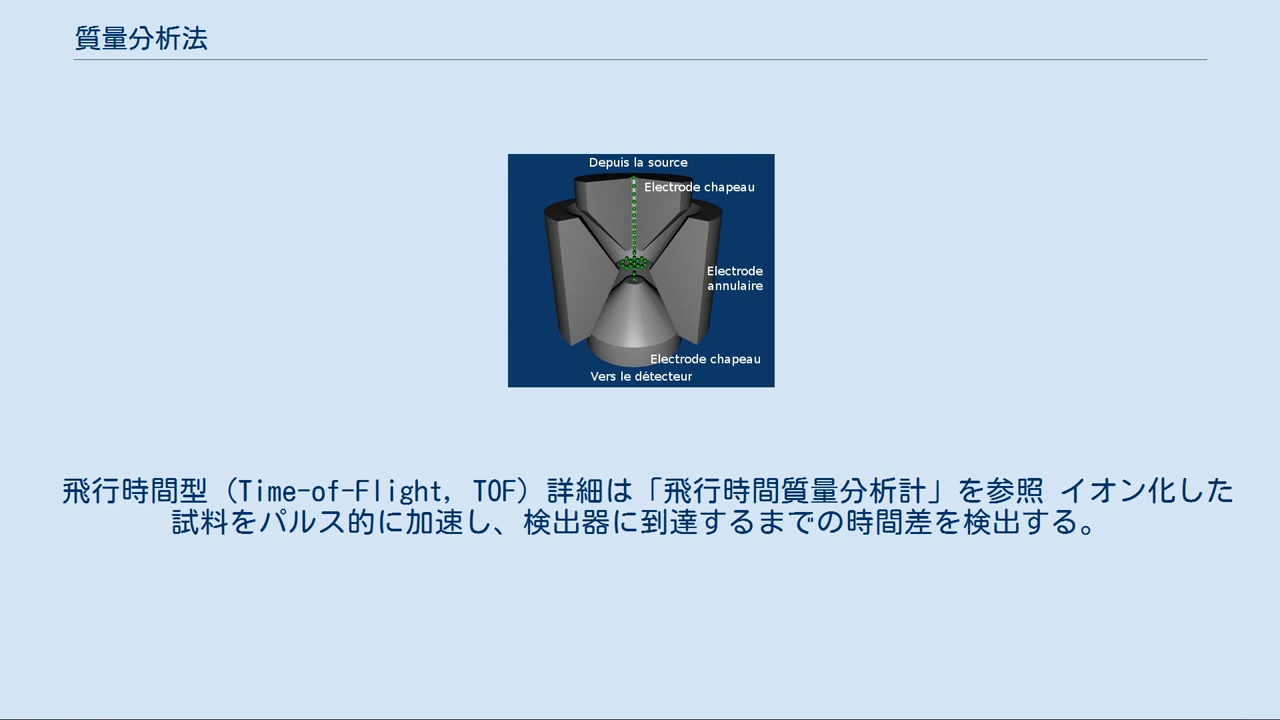 質量分析法
Depuis la source
Electrode chapeau
Electrode
annulaire
Electrode chapeau
Vers le détecteur
飛行時間型（Time-of-Flight, TOF）詳細は「飛行時間質量分析計」を参照 イオン化した
試料をパルス的に加速し、検出器に到達するまでの時間差を検出する。